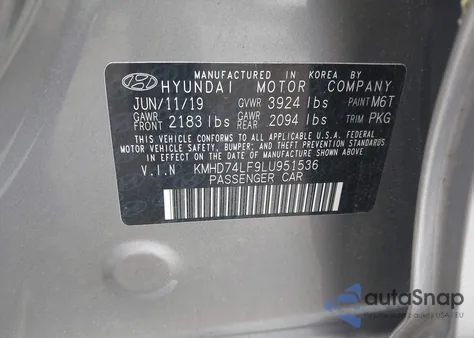 MANUFACTURED IN KOREA BY
HYUNDAI MOTOR COMPANY
JUN/11/19 GVWR 3924 lbs PAINT M6T
GAWR FRONT 2183 lbs GAWR REAR 2094 lbs TRIM PKG
THIS VEHICLE CONFORMS TO ALL APPLICABLE U.S.A. FEDERAL
MOTOR VEHICLE SAFETY, BUMPER, AND THEFT PREVENTION STANDARDS
IN EFFECT ON THE DATE OF MANUFACTURE SHOWN ABOVE.
V.I.N KMHD74LF9LU951536
PASSENGER CAR
autoSnap